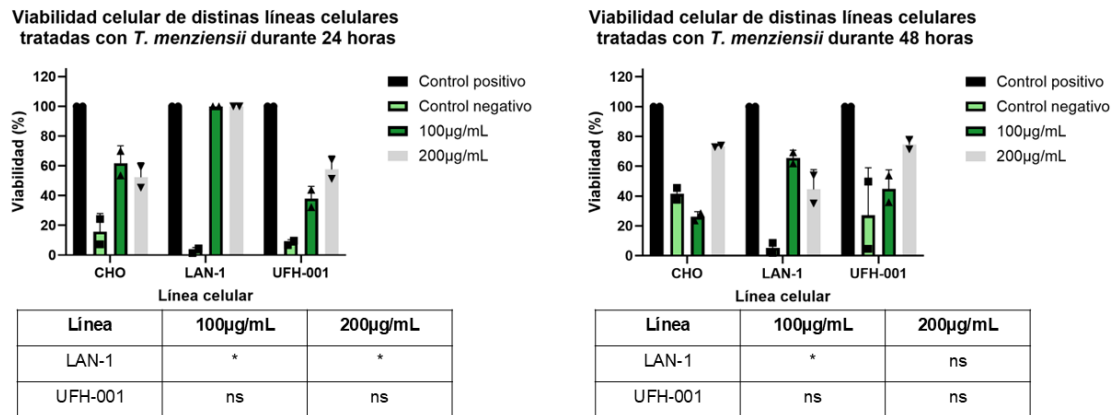 Viabilidad celular de distinas líneas celulares
tratadas con T. menziensii durante 24 horas
120
100
80
60
40
20
0
Viabilidad (%)
CHO
LAN-1
UFH-001
Línea celular
Control positivo
Control negativo
100µg/mL
200µg/mL
Línea 100µg/mL 200µg/mL
LAN-1 * *
UFH-001 ns ns
Viabilidad celular de distinas líneas celulares
tratadas con T. menziensii durante 48 horas
120
100
80
60
40
20
0
Viabilidad (%)
CHO
LAN-1
UFH-001
Línea celular
Control positivo
Control negativo
100µg/mL
200µg/mL
Línea 100µg/mL 200µg/mL
LAN-1 * ns
UFH-001 ns ns